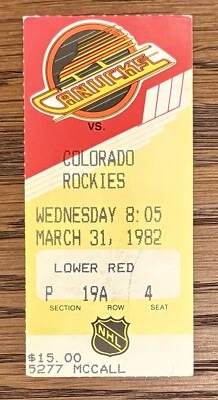 CANUCKS
VS.
COLORADO
ROCKIES
WEDNESDAY 8:05
MARCH 31, 1982
LOWER RED
P 19A 4
SECTION ROW SEAT
NHL
$15.00
5277 MCCALL